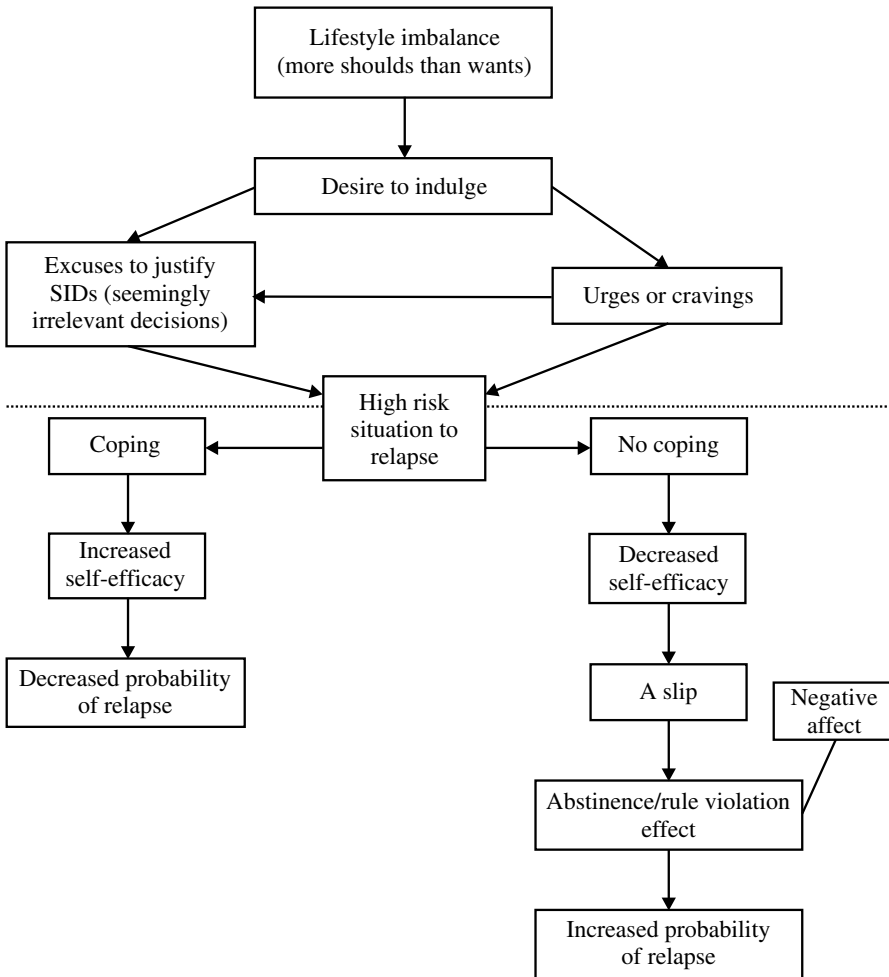 Lifestyle imbalance
(more shoulds than wants)
Desire to indulge
Excuses to justify
SIDs (seemingly
irrelevant decisions)
Urges or cravings
High risk
situation to
relapse
Coping
No coping
Increased
self-efficacy
Decreased
self-efficacy
Decreased probability
of relapse
A slip
Negative
affect
Abstinence/rule violation
effect
Increased probability
of relapse